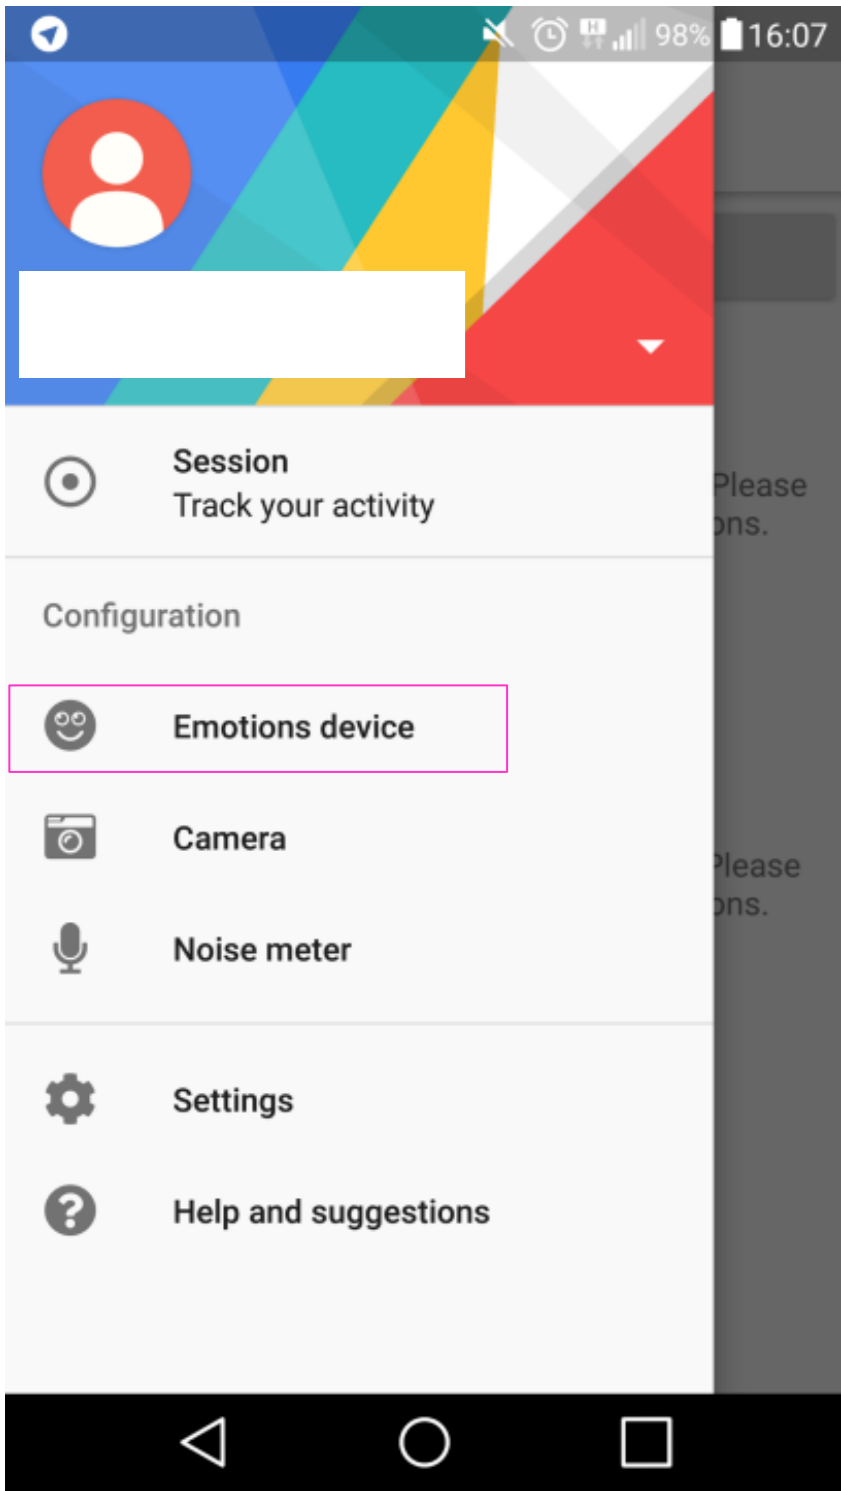 98% 16:07
Session
Track your activity
Please
ons.
Configuration
Emotions device
Camera
Please
ons.
Noise meter
Settings
Help and suggestions